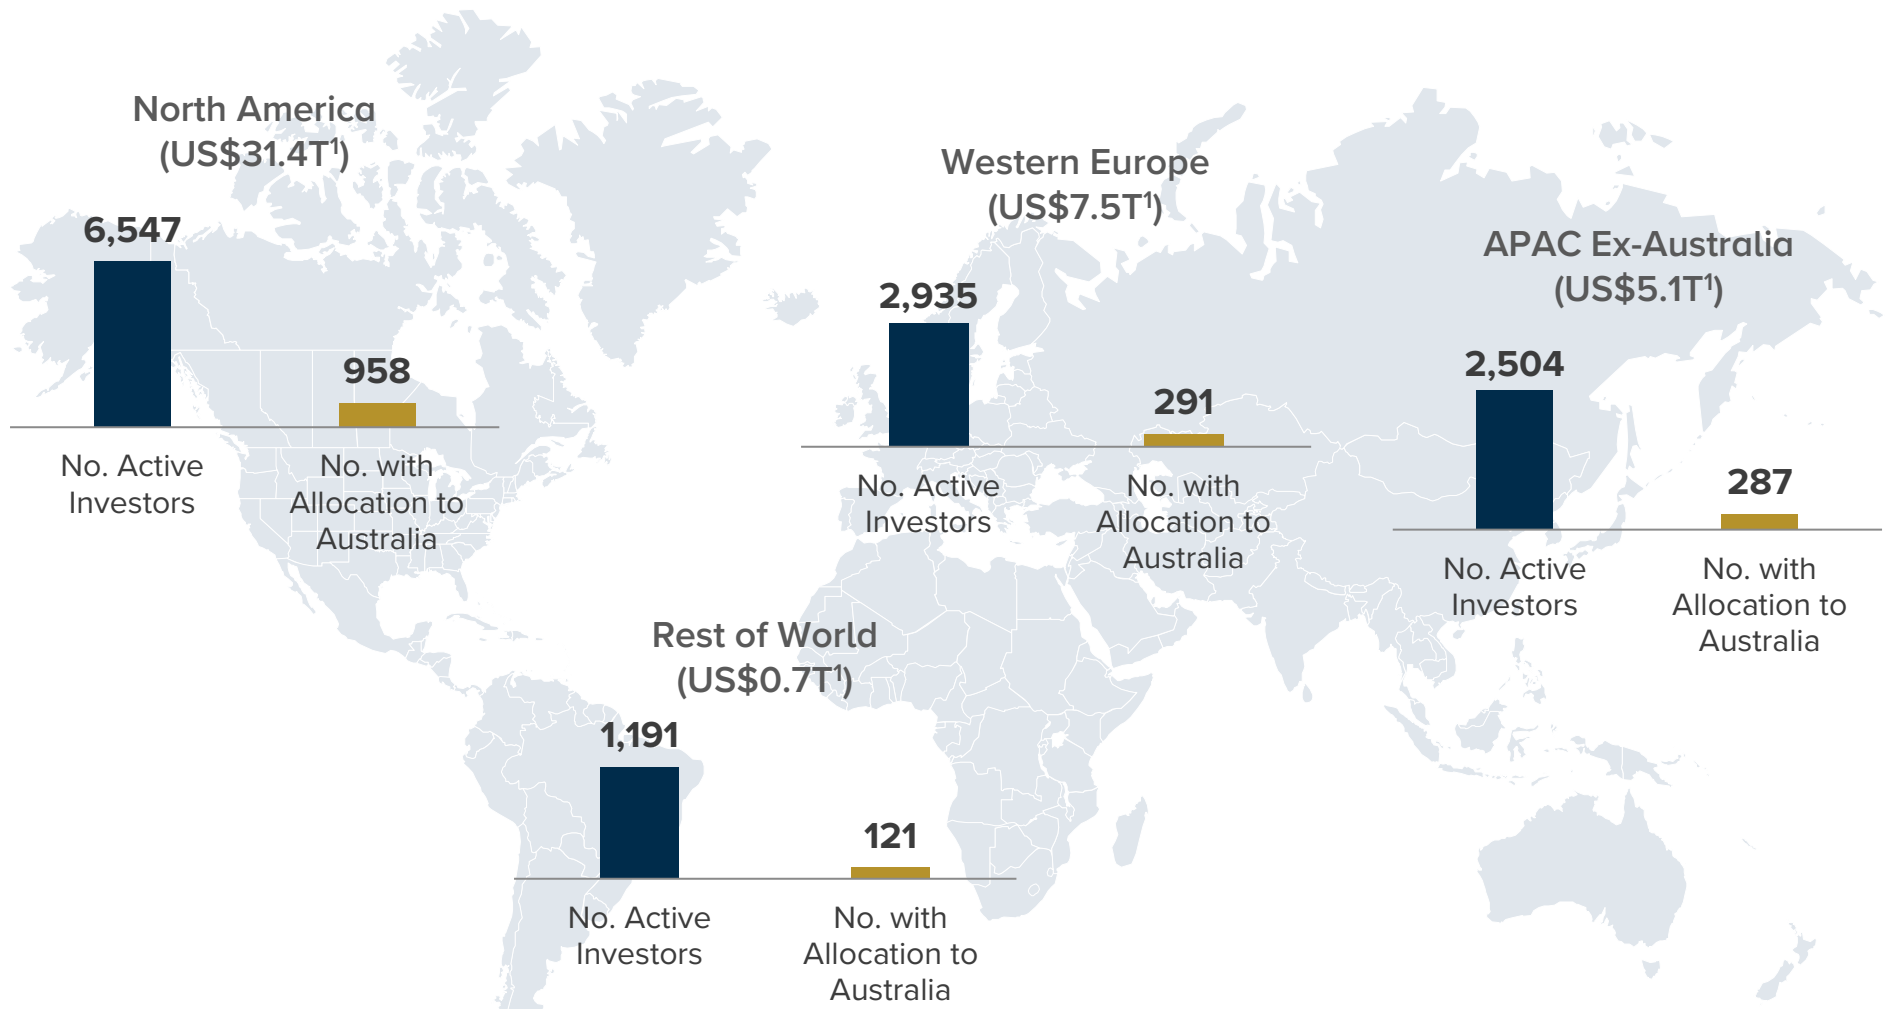 North America
(US$31.4T¹)
6,547
958
No. Active
Investors
No. with
Allocation to
Australia
Western Europe
(US$7.5T¹)
2,935
291
No. Active
Investors
No. with
Allocation to
Australia
APAC Ex-Australia
(US$5.1T¹)
2,504
287
No. Active
Investors
No. with
Allocation to
Australia
Rest of World
(US$0.7T¹)
1,191
121
No. Active
Investors
No. with
Allocation to
Australia